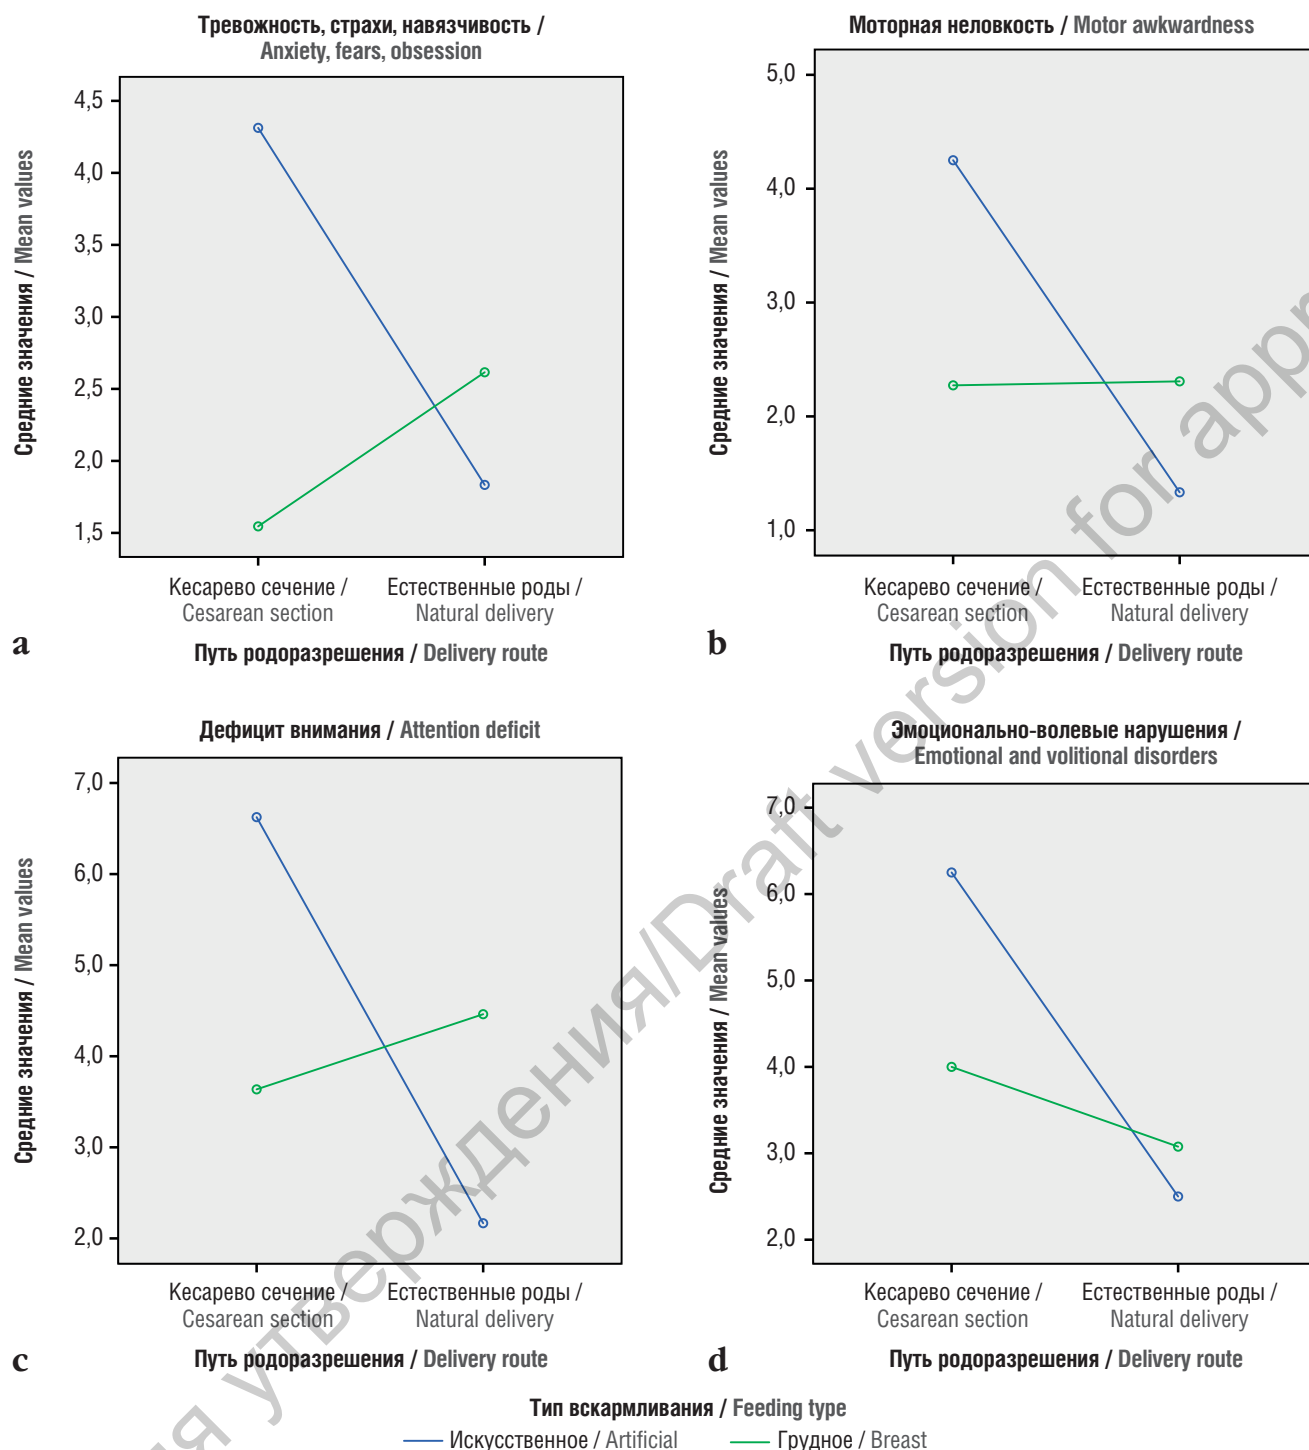 Тревожность, страхи, навязчивость /
Anxiety, fears, obsession
Средние значения / Mean values
4,5
4,0
3,5
3,0
2,5
2,0
1,5
Кесарево сечение /
Cesarean section
Естественные роды /
Natural delivery
a
Путь родоразрешения / Delivery route
Моторная неловкость / Motor awkwardness
Средние значения / Mean values
5,0
4,0
3,0
2,0
1,0
Кесарево сечение /
Cesarean section
Естественные роды /
Natural delivery
b
Путь родоразрешения / Delivery route
Дефицит внимания / Attention deficit
Средние значения / Mean values
7,0
6,0
5,0
4,0
3,0
2,0
Кесарево сечение /
Cesarean section
Естественные роды /
Natural delivery
c
Путь родоразрешения / Delivery route
Эмоционально-волевые нарушения /
Emotional and volitional disorders
Средние значения / Mean values
7,0
6,0
5,0
4,0
3,0
2,0
Кесарево сечение /
Cesarean section
Естественные роды /
Natural delivery
d
Путь родоразрешения / Delivery route
Тип вскармливания / Feeding type
Искусственное / Artificial
Грудное / Breast
утверждения/Draft version for